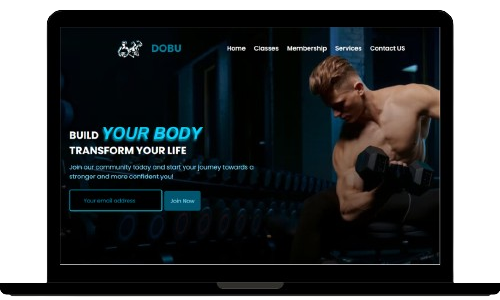 DOBU
Home Classes Membership Services Contact US
BUILD YOUR BODY
TRANSFORM YOUR LIFE
Join our community today and start your journey towards a
stronger and more confident you!
Your email address Join Now